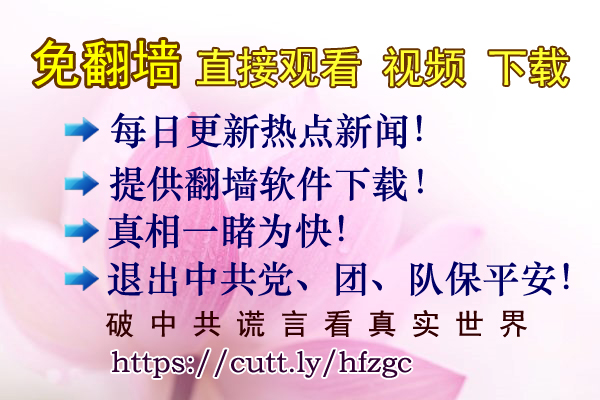 免翻墙 直接观看 视频 下载
每日更新热点新闻！
提供翻墙软件下载！
真相一睹为快！
退出中共党、团、队保平安！
破中共谎言看真实世界
https://cutt.ly/hfzgc